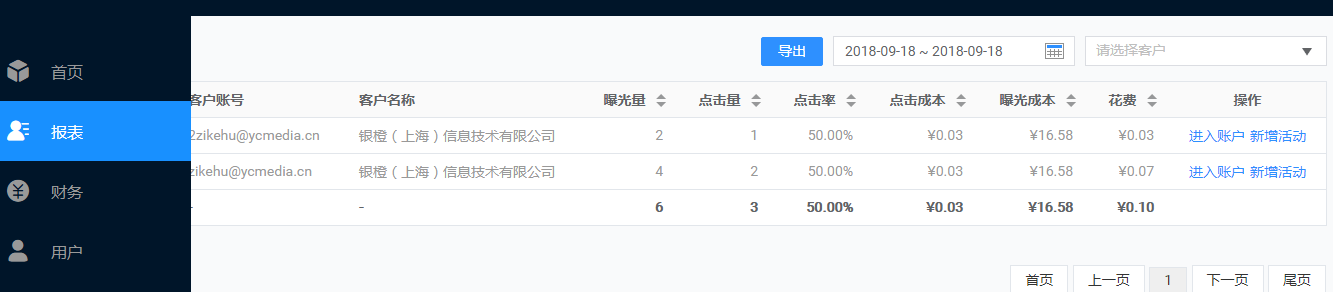 导出 2018-09-18 ~ 2018-09-18 请选择客户
首页
报表
财务
用户
客户账号 客户名称 曝光量 点击量 点击率 点击成本 曝光成本 花费 操作
2zikehu@ycmedia.cn 银橙（上海）信息技术有限公司 2 1 50.00% ¥0.03 ¥16.58 ¥0.03 进入账户 新增活动
zikehu@ycmedia.cn 银橙（上海）信息技术有限公司 4 2 50.00% ¥0.03 ¥16.58 ¥0.07 进入账户 新增活动
- - 6 3 50.00% ¥0.03 ¥16.58 ¥0.10
首页 上一页 1 下一页 尾页